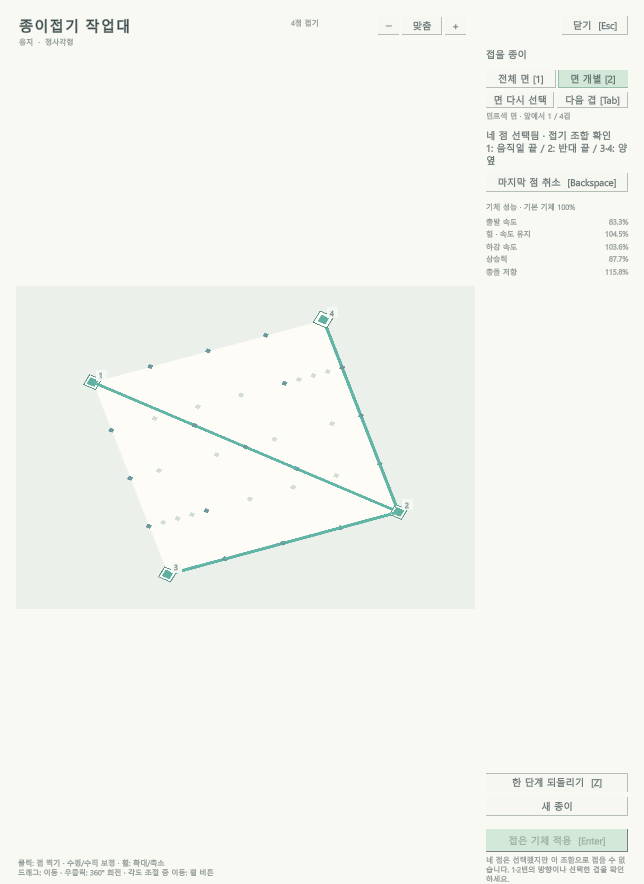 종이접기 작업대
용지 · 정사각형
4점 접기
−
맞춤
+
닫기 [Esc]
접을 종이
전체 면 [1]
면 개별 [2]
면 다시 선택
다음 겹 [Tab]
민트색 면 · 앞에서 1 / 4겹
네 점 선택됨 · 접기 조합 확인
1: 움직일 끝 / 2: 반대 끝 / 3·4: 양
옆
마지막 점 취소 [Backspace]
기체 성능 · 기본 기체 100%
출발 속도 83.3%
힘 · 속도 유지 104.5%
하강 속도 103.6%
상승력 87.7%
충돌 저항 115.8%
4
1
2
3
한 단계 되돌리기 [Z]
새 종이
접은 기체 적용 [Enter]
네 점은 선택했지만 이 조합으로 접을 수 없
습니다. 1·2번의 방향이나 선택한 겹을 확인
하세요.
클릭: 점 찍기 · 수평/수직 보정 · 휠: 확대/축소
드래그: 이동 · 우클릭: 360° 회전 · 각도 조절 중 이동: 휠 버튼